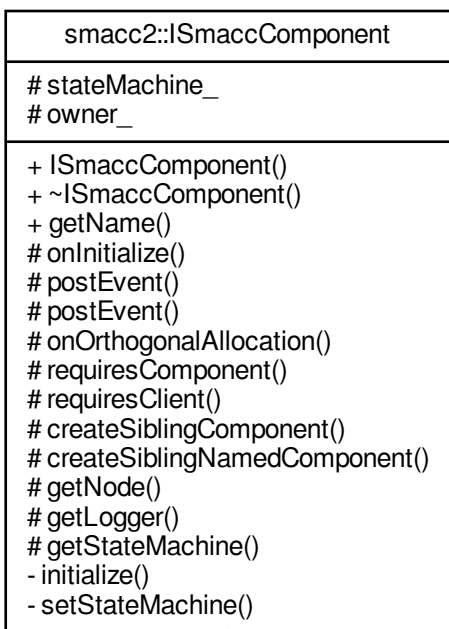 smacc2::ISmaccComponent
# stateMachine_
# owner_
+ ISmaccComponent()
+ ~ISmaccComponent()
+ getName()
# onInitialize()
# postEvent()
# postEvent()
# onOrthogonalAllocation()
# requiresComponent()
# requiresClient()
# createSiblingComponent()
# createSiblingNamedComponent()
# getNode()
# getLogger()
# getStateMachine()
- initialize()
- setStateMachine()